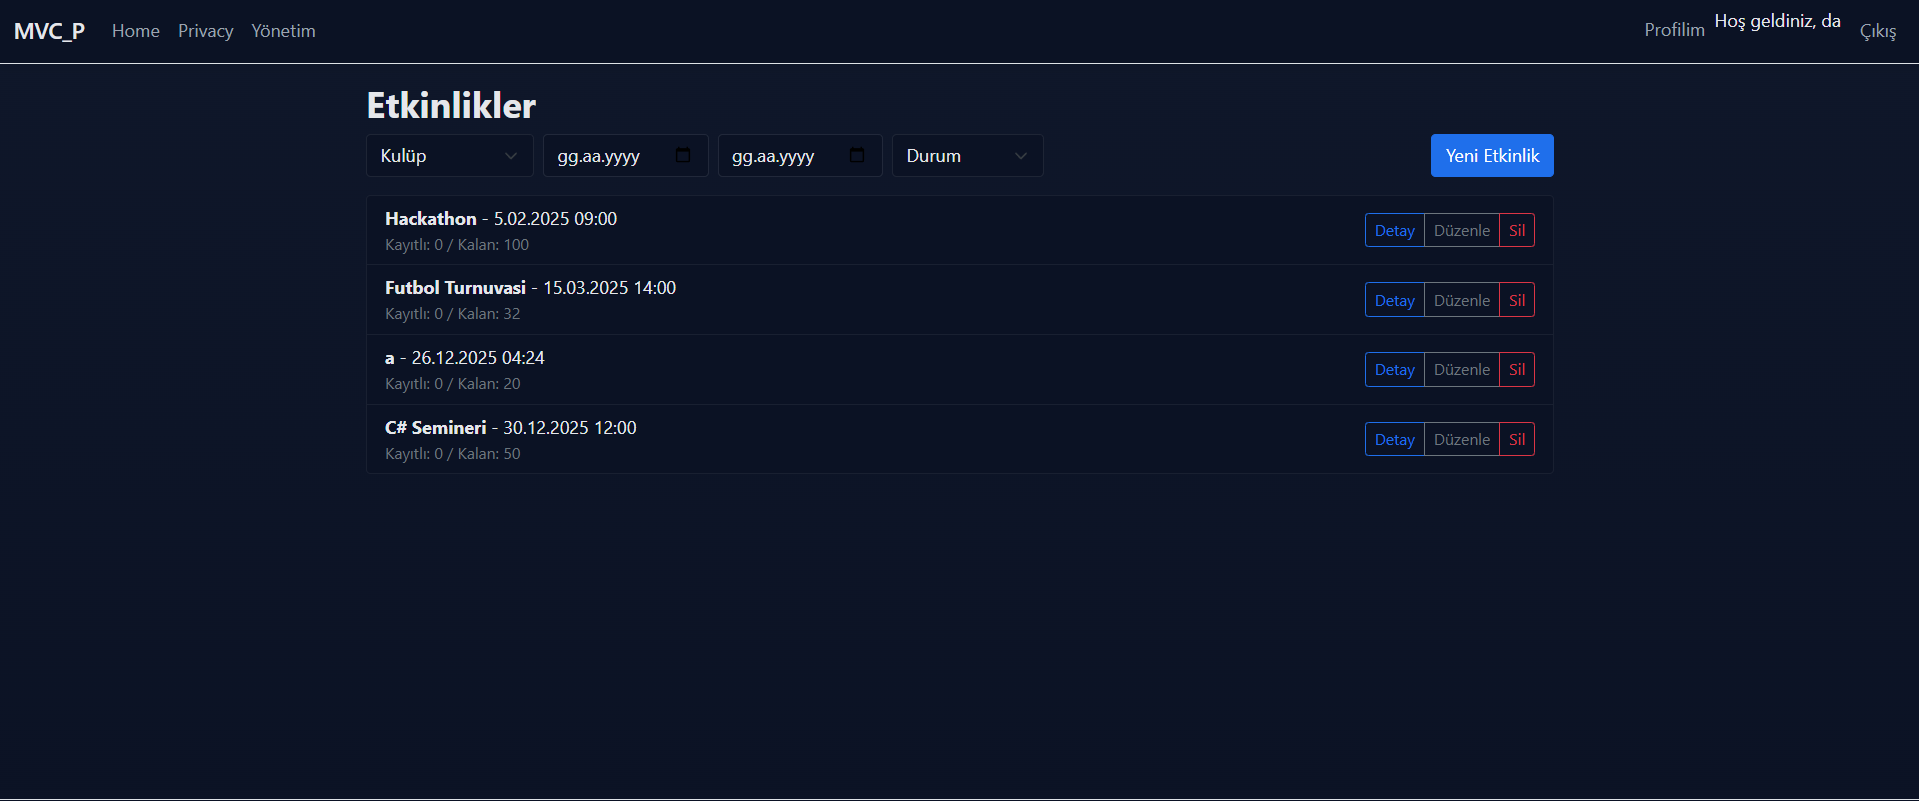 MVC_P Home Privacy Yönetim Profilim Hoş geldiniz, da Çıkış
Etkinlikler
Kulüp gg.aa.yyyy gg.aa.yyyy Durum Yeni Etkinlik
Hackathon - 5.02.2025 09:00
Kayıtlı: 0 / Kalan: 100
Detay Düzenle Sil
Futbol Turnuvasi - 15.03.2025 14:00
Kayıtlı: 0 / Kalan: 32
Detay Düzenle Sil
a - 26.12.2025 04:24
Kayıtlı: 0 / Kalan: 20
Detay Düzenle Sil
C# Semineri - 30.12.2025 12:00
Kayıtlı: 0 / Kalan: 50
Detay Düzenle Sil